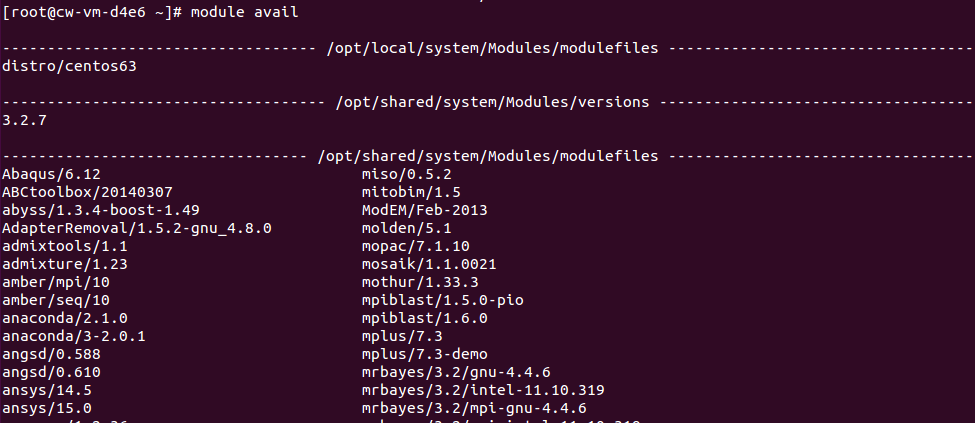 [root@cw-vm-d4e6 ~]# module avail
----------------------------------- /opt/local/system/Modules/modulefiles ----------------------------------
distro/centos63
------------------------------------ /opt/shared/system/Modules/versions -----------------------------------
3.2.7
---------------------------------- /opt/shared/system/Modules/modulefiles ----------------------------------
Abaqus/6.12 miso/0.5.2
ABCtoolbox/20140307 mitobim/1.5
abyss/1.3.4-boost-1.49 ModEM/Feb-2013
AdapterRemoval/1.5.2-gnu_4.8.0 molden/5.1
admixtools/1.1 mopac/7.1.10
admixture/1.23 mosaik/1.1.0021
amber/mpi/10 mothur/1.33.3
amber/seq/10 mpiblast/1.5.0-pio
anaconda/2.1.0 mpiblast/1.6.0
anaconda/3-2.0.1 mplus/7.3
angsd/0.588 mplus/7.3-demo
angsd/0.610 mrbayes/3.2/gnu-4.4.6
ansys/14.5 mrbayes/3.2/intel-11.10.319
ansys/15.0 mrbayes/3.2/mpi-gnu-4.4.6